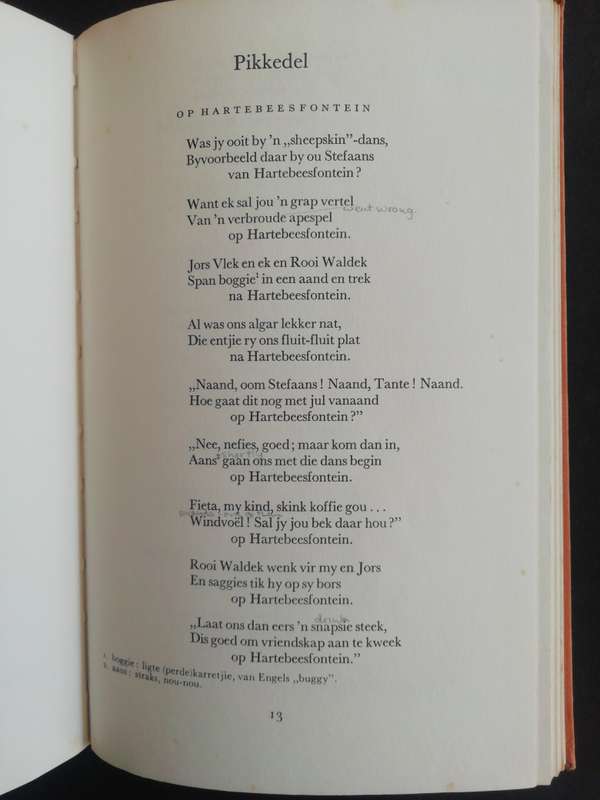 Pikkedel
OP HARTEBEESFONTEIN
Was jy ooit by 'n „sheepskin”-dans,
Byvoorbeeld daar by ou Stefaans
van Hartebeesfontein?
Want ek sal jou 'n grap vertel
went wrong.
Van 'n verbroude apespel
op Hartebeesfontein.
Jors Vlek en ek en Rooi Waldek
Span boggie¹ in een aand en trek
na Hartebeesfontein.
Al was ons algar lekker nat,
Die entjie ry ons fluit-fluit plat
na Hartebeesfontein.
„Naand, oom Stefaans! Naand, Tante! Naand.
Hoe gaat dit nog met jul vanaand
op Hartebeesfontein?”
„Nee, nefies, goed; maar kom dan in,
shortly
Aans² gaan ons met die dans begin
op Hartebeesfontein.
Fieta, my kind, skink koffie gou . . .
Windvoël! Sal jy jou bek daar hou?”
op Hartebeesfontein.
Rooi Waldek wenk vir my en Jors
En saggies tik hy op sy bors
op Hartebeesfontein.
drink
„Laat ons dan eers 'n snapsie steek,
Dis goed om vriendskap aan te kweek
op Hartebeesfontein.”
1. boggie: ligte (perde)karretjie, van Engels „buggy”.
2. aans: straks, nou-nou.
13